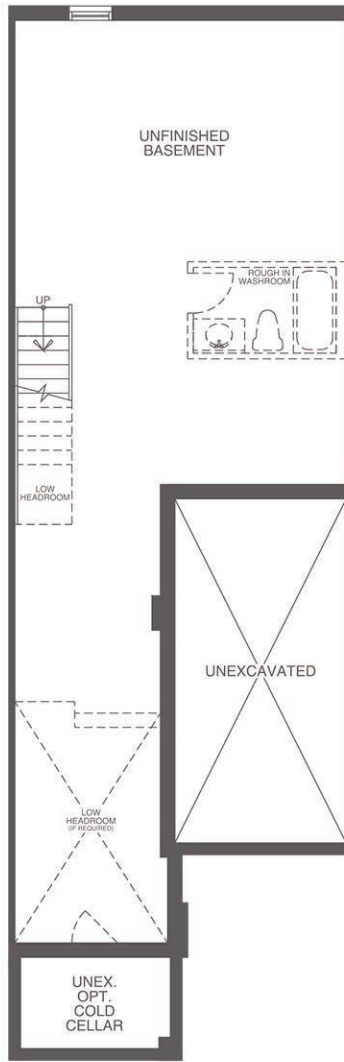 UNFINISHED
BASEMENT
ROUGH IN
WASHROOM
UP
LOW
HEADROOM
UNEXCAVATED
LOW
HEADROOM
(IF REQUIRED)
UNEX.
OPT.
COLD
CELLAR